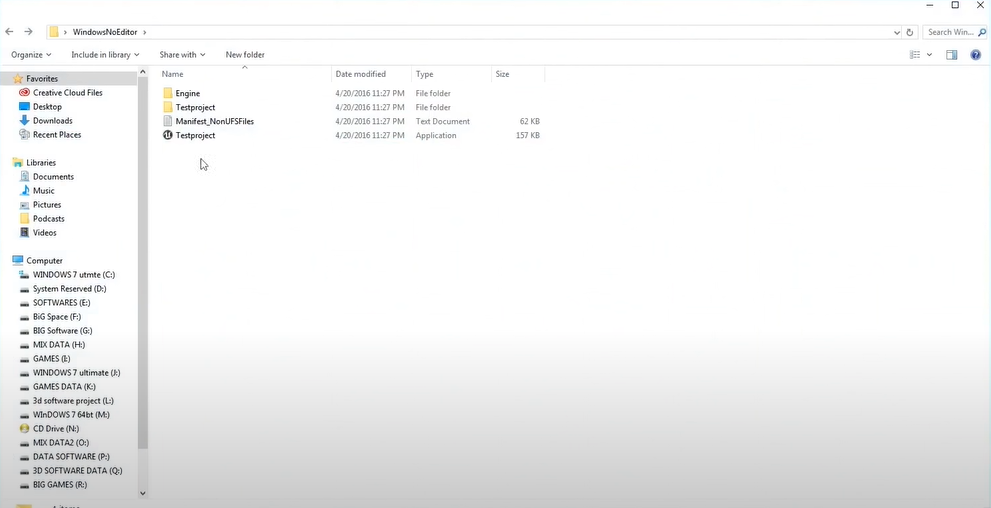 WindowsNoEditor
Search Win...
Organize
Include in library
Share with
New folder
Name
Date modified
Type
Size
Favorites
Creative Cloud Files
Desktop
Downloads
Recent Places
Libraries
Documents
Music
Pictures
Podcasts
Videos
Computer
WINDOWS 7 utmte (C:)
System Reserved (D:)
SOFTWARES (E:)
BiG Space (F:)
BIG Software (G:)
MIX DATA (H:)
GAMES (I:)
WINDOWS 7 ultimate (J:)
GAMES DATA (K:)
3d software project (L:)
WInDOWS 7 64bt (M:)
CD Drive (N:)
MIX DATA2 (O:)
DATA SOFTWARE (P:)
3D SOFTWARE DATA (Q:)
BIG GAMES (R:)
Engine 4/20/2016 11:27 PM File folder
Testproject 4/20/2016 11:27 PM File folder
Manifest_NonUFSFiles 4/20/2016 11:27 PM Text Document 62 KB
Testproject 4/20/2016 11:27 PM Application 157 KB